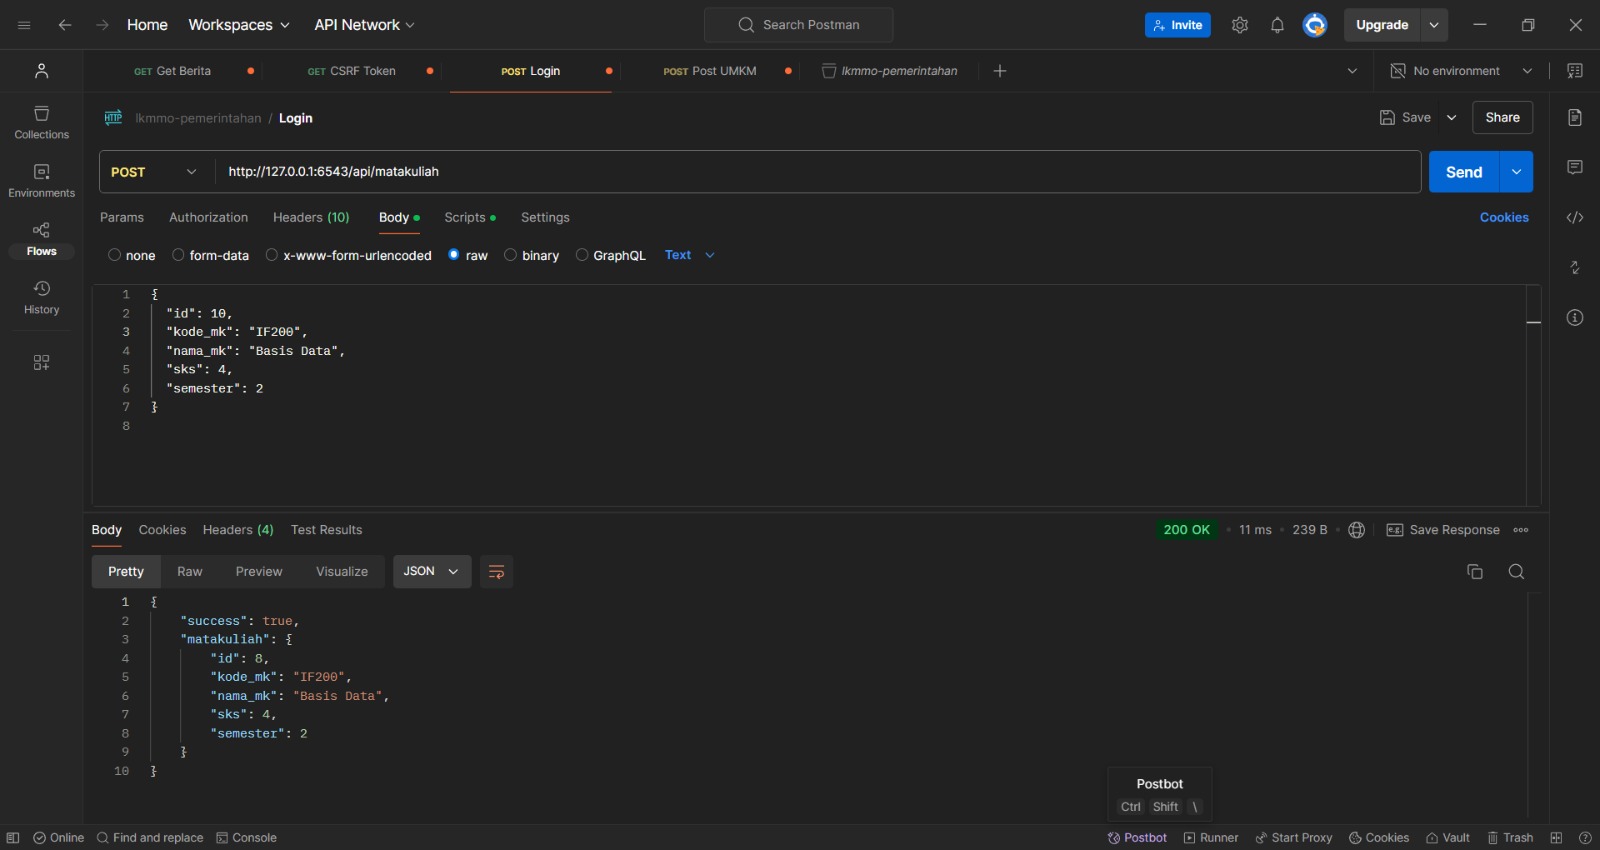 Home Workspaces API Network Search Postman Invite Upgrade
GET Get Berita GET CSRF Token POST Login POST Post UMKM lkmmo-pemerintahan No environment
Collections
Environments
Flows
History
HTTP lkmmo-pemerintahan / Login Save Share
POST http://127.0.0.1:6543/api/matakuliah Send
Params Authorization Headers (10) Body Scripts Settings Cookies
none form-data x-www-form-urlencoded raw binary GraphQL Text
1 {
2 "id": 10,
3 "kode_mk": "IF200",
4 "nama_mk": "Basis Data",
5 "sks": 4,
6 "semester": 2
7 }
8
Body Cookies Headers (4) Test Results 200 OK 11 ms 239 B e.g. Save Response
Pretty Raw Preview Visualize JSON
1 {
2 "success": true,
3 "matakuliah": {
4 "id": 8,
5 "kode_mk": "IF200",
6 "nama_mk": "Basis Data",
7 "sks": 4,
8 "semester": 2
9 }
10 }
Postbot
Ctrl Shift \
Online Find and replace Console Postbot Runner Start Proxy Cookies Vault Trash